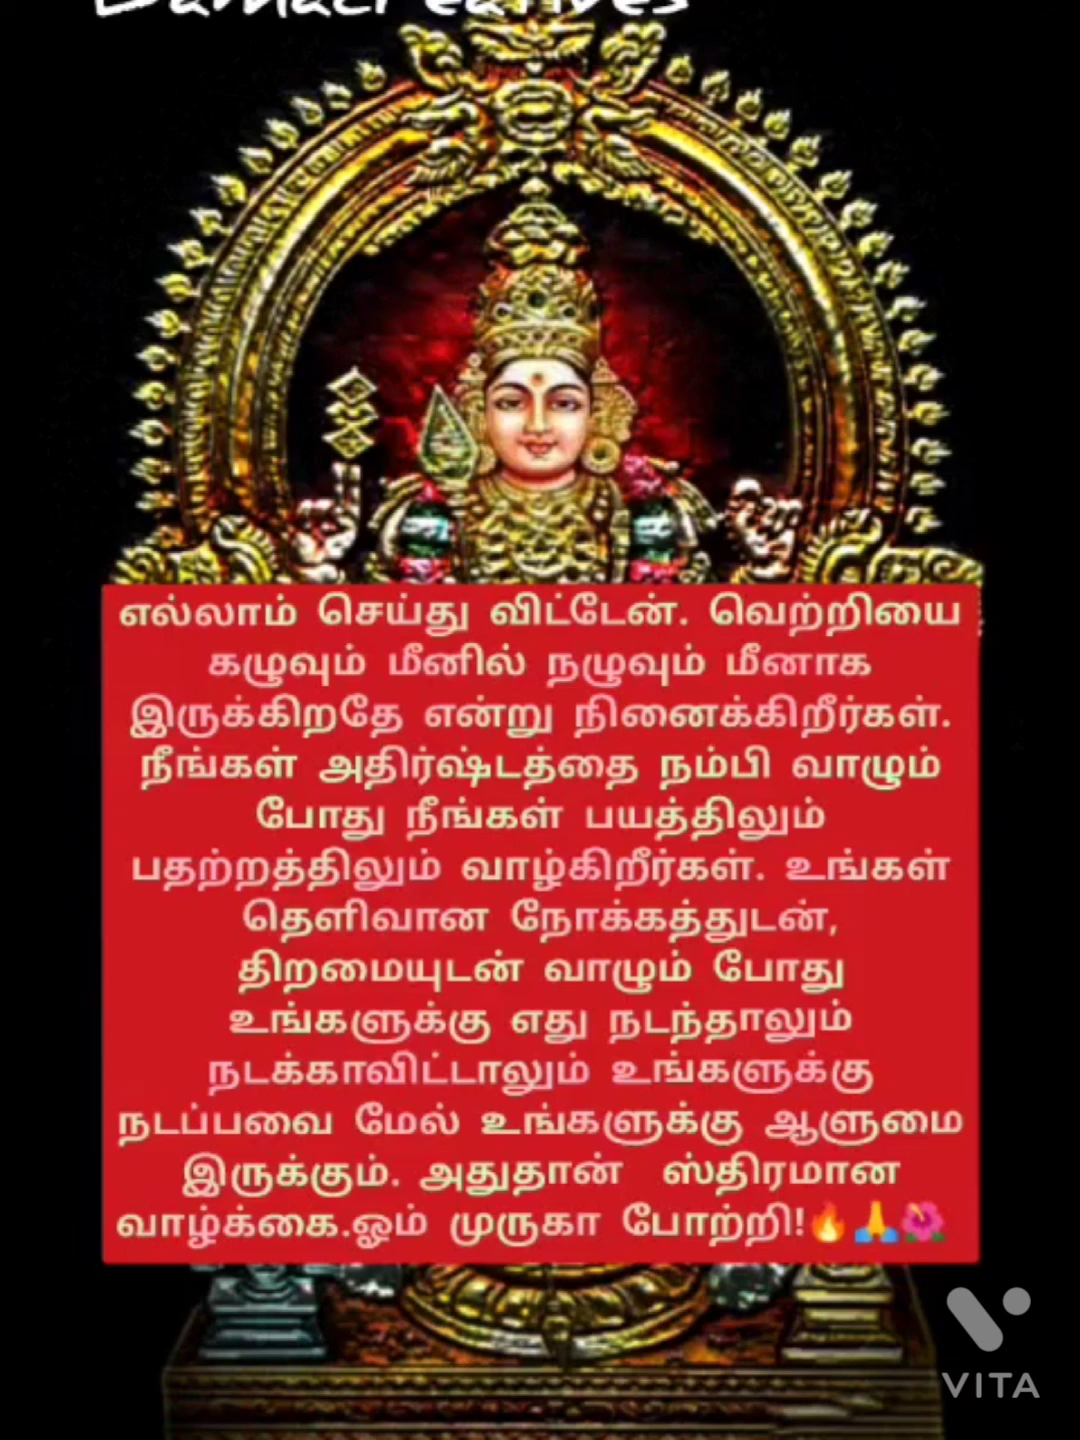 எல்லாம் செய்து விட்டேன். வெற்றியை
கழுவும் மீனில் நழுவும் மீனாக
இருக்கிறதே என்று நினைக்கிறீர்கள்.
நீங்கள் அதிர்ஷ்டத்தை நம்பி வாழும்
போது நீங்கள் பயத்திலும்
பதற்றத்திலும் வாழ்கிறீர்கள். உங்கள்
தெளிவான நோக்கத்துடன்,
திறமையுடன் வாழும் போது
உங்களுக்கு எது நடந்தாலும்
நடக்காவிட்டாலும் உங்களுக்கு
நடப்பவை மேல் உங்களுக்கு ஆளுமை
இருக்கும். அதுதான் ஸ்திரமான
வாழ்க்கை.ஓம் முருகா போற்றி!🔥🙏🌺
VITA